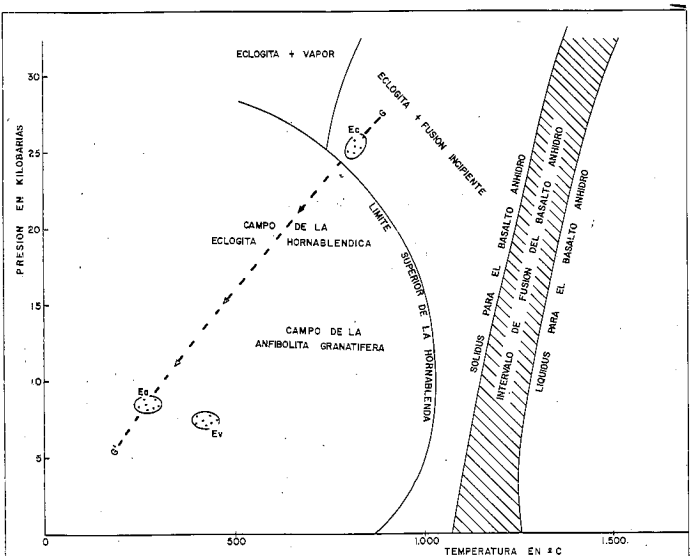 ECLOGITA + VAPOR
ECLOGITA + FUSION INCIPIENTE
30
G
Ec
25
PRESION EN KILOBARIAS
20
CAMPO DE LA
ECLOGITA HORNABLENDICA
LIMITE SUPERIOR DE LA HORNABLENDA
SOLIDUS PARA EL BASALTO ANHIDRO
INTERVALO DE FUSION DEL BASALTO ANHIDRO
LIQUIDUS PARA EL BASALTO ANHIDRO
15
CAMPO DE LA
ANFIBOLITA GRANATIFERA
10
Ea
Ev
G'
5
0
500
1.000
1.500
TEMPERATURA EN ºC